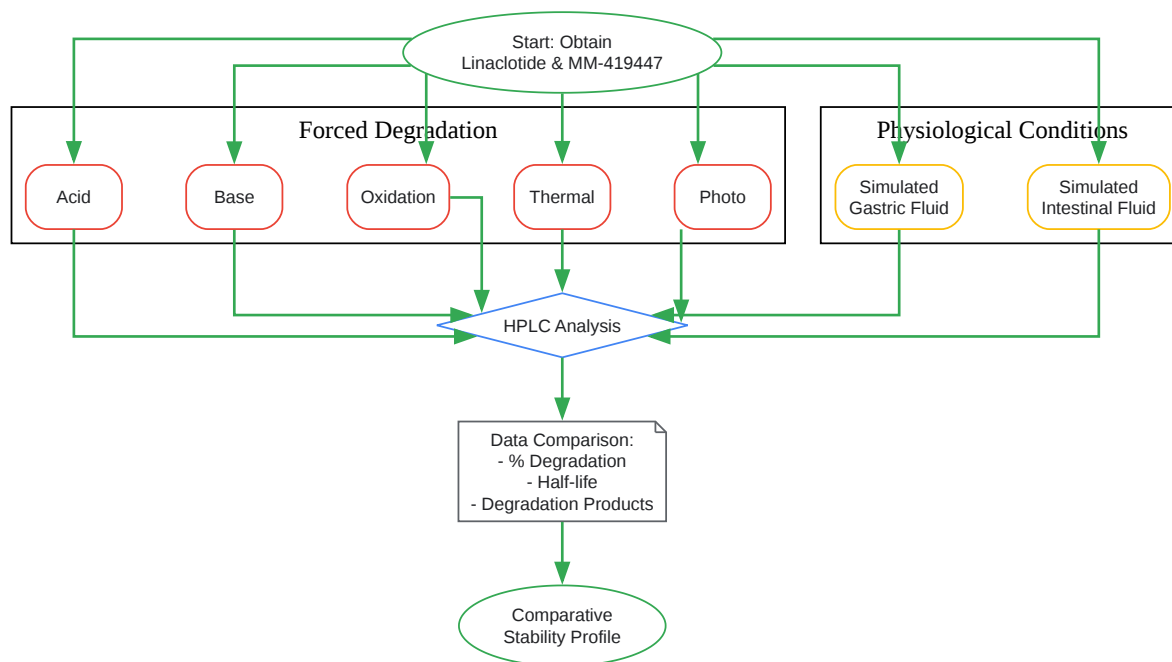 Start: Obtain
Linaclotide & MM-419447
Forced Degradation
Physiological Conditions
Acid
Base
Oxidation
Thermal
Photo
Simulated
Gastric Fluid
Simulated
Intestinal Fluid
HPLC Analysis
Data Comparison:
- % Degradation
- Half-life
- Degradation Products
Comparative
Stability Profile